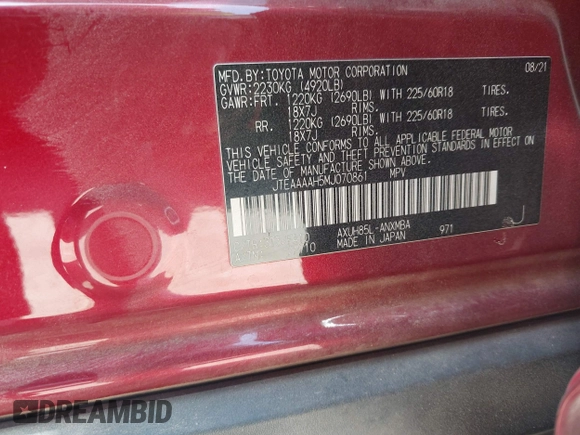 MFD.BY:TOYOTA MOTOR CORPORATION 08/21
GVWR:2230KG (4920LB)
GAWR:FRT. 1220KG (2690LB) WITH 225/60R18 TIRES.
18X7J RIMS.
RR. 1220KG (2690LB) WITH 225/60R18 TIRES.
18X7J RIMS.
THIS VEHICLE CONFORMS TO ALL APPLICABLE FEDERAL MOTOR
VEHICLE SAFETY AND THEFT PREVENTION STANDARDS IN EFFECT ON
THE DATE OF MANUFACTURE SHOWN ABOVE.
JTEAAAAH5MJ070861 MPV
AXUH85L-ANXMBA
10 MADE IN JAPAN 971
DREAMBID